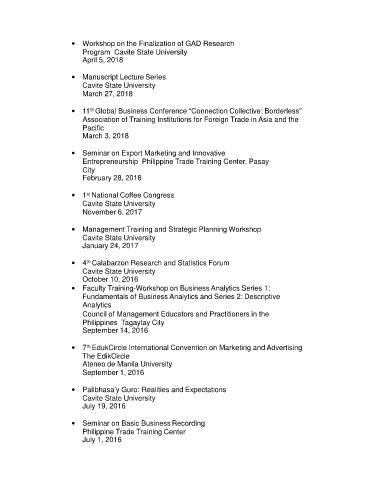 • Workshop on the Finalization of GAD Research
Program Cavite State University
April 5, 2018
• Manuscript Lecture Series
Cavite State University
March 27, 2018
• 11th Global Business Conference “Connection Collective: Borderless”
Association of Training Institutions for Foreign Trade in Asia and the
Pacific
March 3, 2018
• Seminar on Export Marketing and Innovative
Entrepreneurship Philippine Trade Training Center, Pasay
City
February 28, 2018
• 1st National Coffee Congress
Cavite State University
November 6, 2017
• Management Training and Strategic Planning Workshop
Cavite State University
January 24, 2017
• 4th Calabarzon Research and Statistics Forum
Cavite State University
October 10, 2016
• Faculty Training-Workshop on Business Analytics Series 1:
Fundamentals of Business Analytics and Series 2: Descriptive
Analytics
Council of Management Educators and Practitioners in the
Philippines Tagaytay City
September 14, 2016
• 7th EdukCircle International Convention on Marketing and Advertising
The EdikCircle
Ateneo de Manila University
September 1, 2016
• Palibhasa’y Guro: Realities and Expectations
Cavite State University
July 19, 2016
• Seminar on Basic Business Recording
Philippine Trade Training Center
July 1, 2016